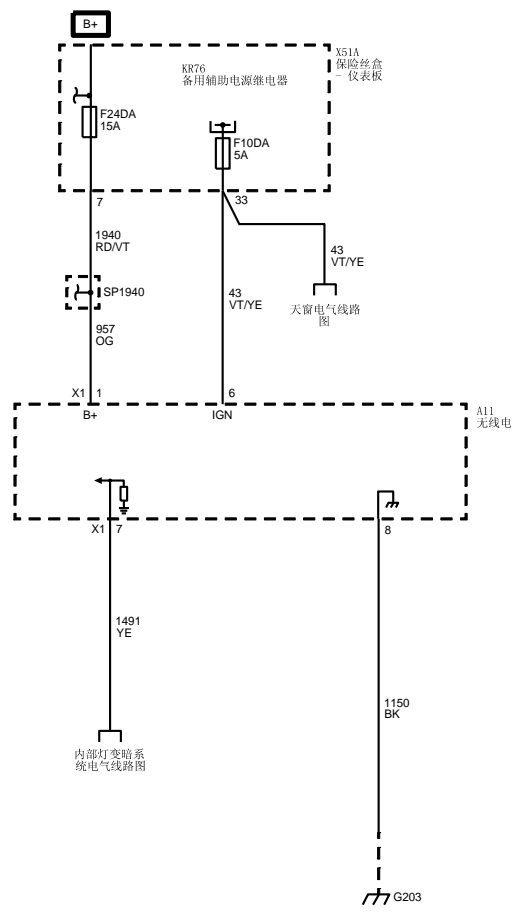 B+
X51A
保险丝盒
- 仪表板
KR76
备用辅助电源继电器
F24DA
15A
F10DA
5A
7
33
1940
RD/VT
43
VT/YE
SP1940
43
VT/YE
天窗电气线路
图
957
OG
X1
1
6
B+
IGN
A11
无线电
X1
7
8
1491
YE
1150
BK
内部灯变暗系
统电气线路图
G203